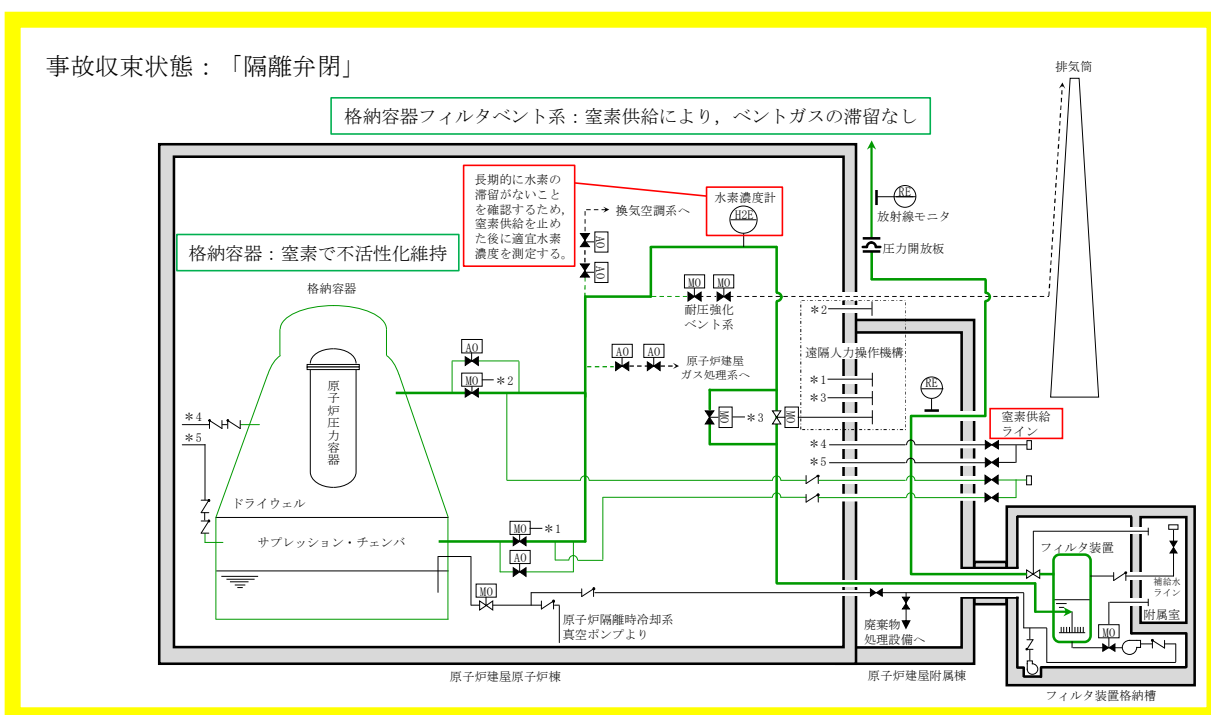 事故収束状態：「隔離弁閉」
排気筒
格納容器フィルタベント系：窒素供給により，ベントガスの滞留なし
長期的に水素の
滞留がないこと
を確認するため，
窒素供給を止め
た後に適宜水素
濃度を測定する。
水素濃度計
H2E
RE
放射線モニタ
換気空調系へ
AO
AO
圧力開放板
格納容器：窒素で不活性化維持
格納容器
MO
MO
耐圧強化
ベント系
＊2
遠隔人力操作機構
AO
AO
AO
原子炉建屋
ガス処理系へ
MO
＊2
＊1
RE
＊3
原子炉圧力容器
MO
＊3
MO
窒素供給
ライン
＊4
＊5
＊4
＊5
ドライウェル
サプレッション・チェンバ
MO
＊1
AO
フィルタ装置
MO
補給水
ライン
附属室
原子炉隔離時冷却系
真空ポンプより
廃棄物
処理設備へ
MO
原子炉建屋原子炉棟
原子炉建屋附属棟
フィルタ装置格納槽